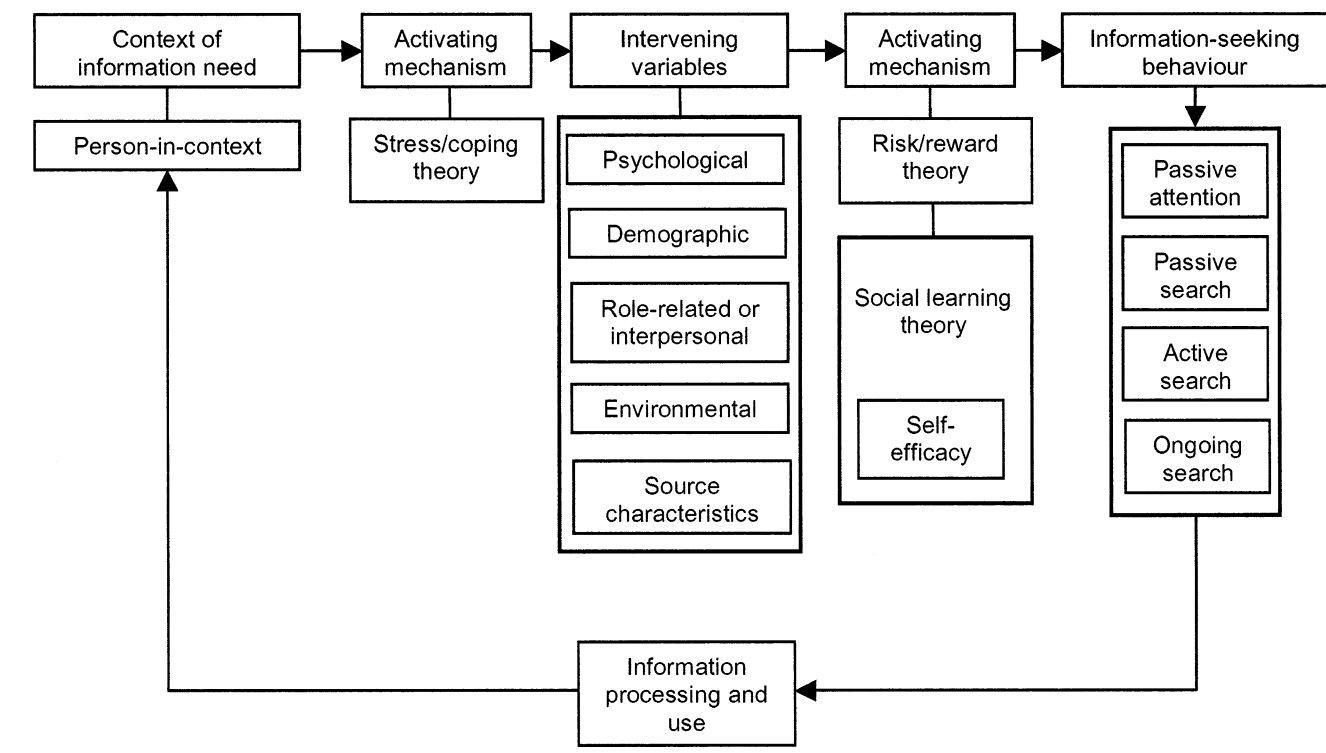 Context of
information need
Activating
mechanism
Intervening
variables
Activating
mechanism
Information-seeking
behaviour
Person-in-context
Stress/coping
theory
Psychological
Demographic
Role-related or
interpersonal
Environmental
Source
characteristics
Risk/reward
theory
Social learning
theory
Self-
efficacy
Passive
attention
Passive
search
Active
search
Ongoing
search
Information
processing and
use